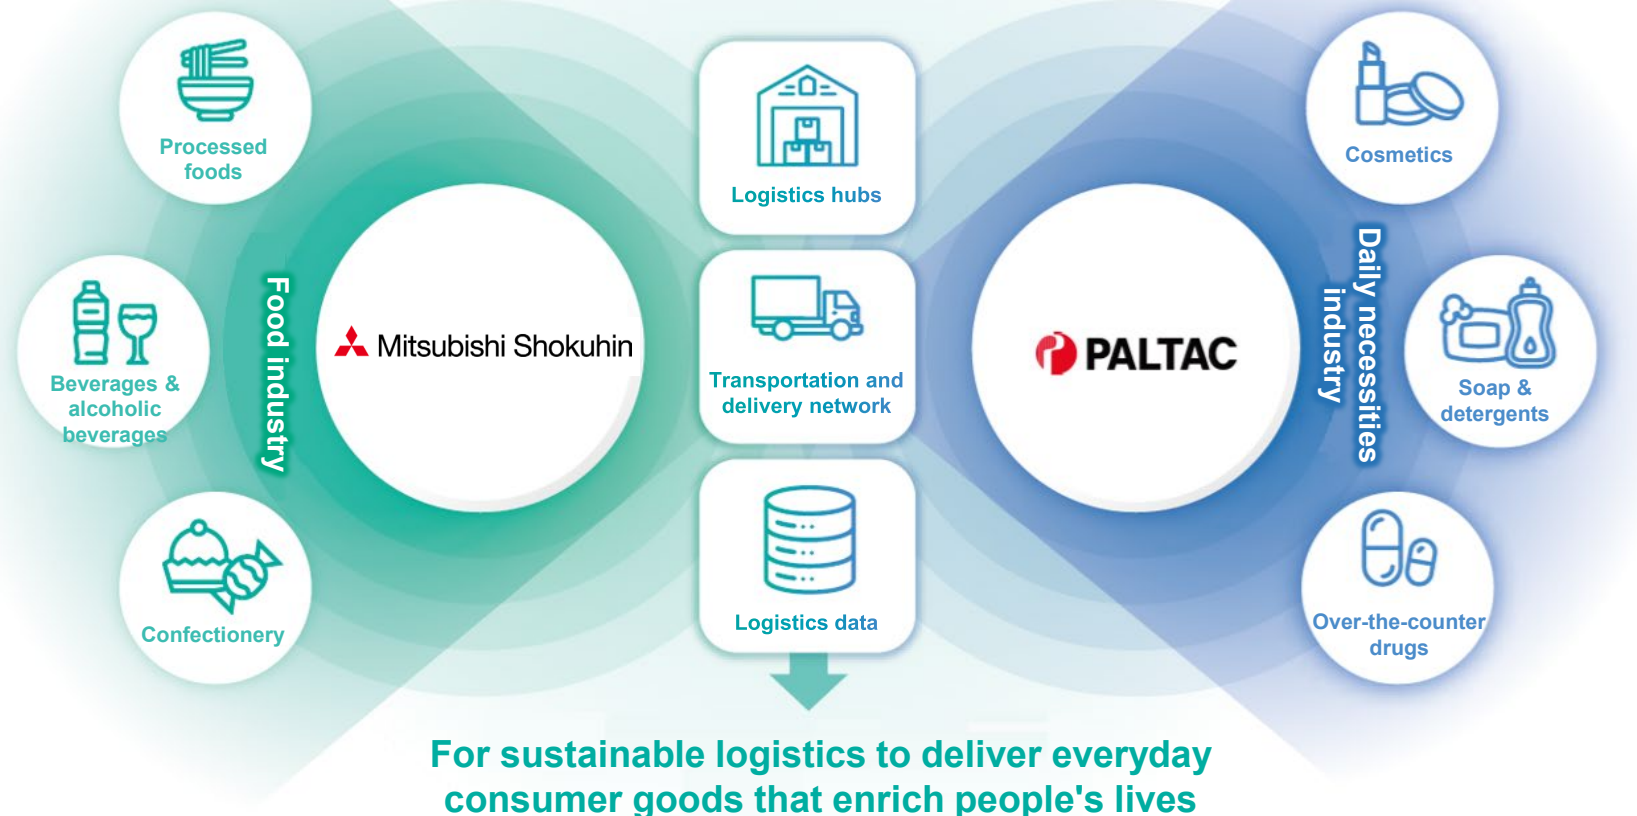 Processed
foods
Beverages &
alcoholic
beverages
Confectionery
Food industry
Mitsubishi Shokuhin
Logistics hubs
Transportation and
delivery network
Logistics data
PALTAC
Daily necessities
industry
Cosmetics
Soap &
detergents
Over-the-counter
drugs
For sustainable logistics to deliver everyday
consumer goods that enrich people's lives